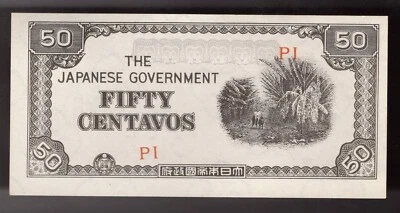 50 50
PI
THE
JAPANESE GOVERNMENT
FIFTY
CENTAVOS
PI
50 大日本帝國政府 50